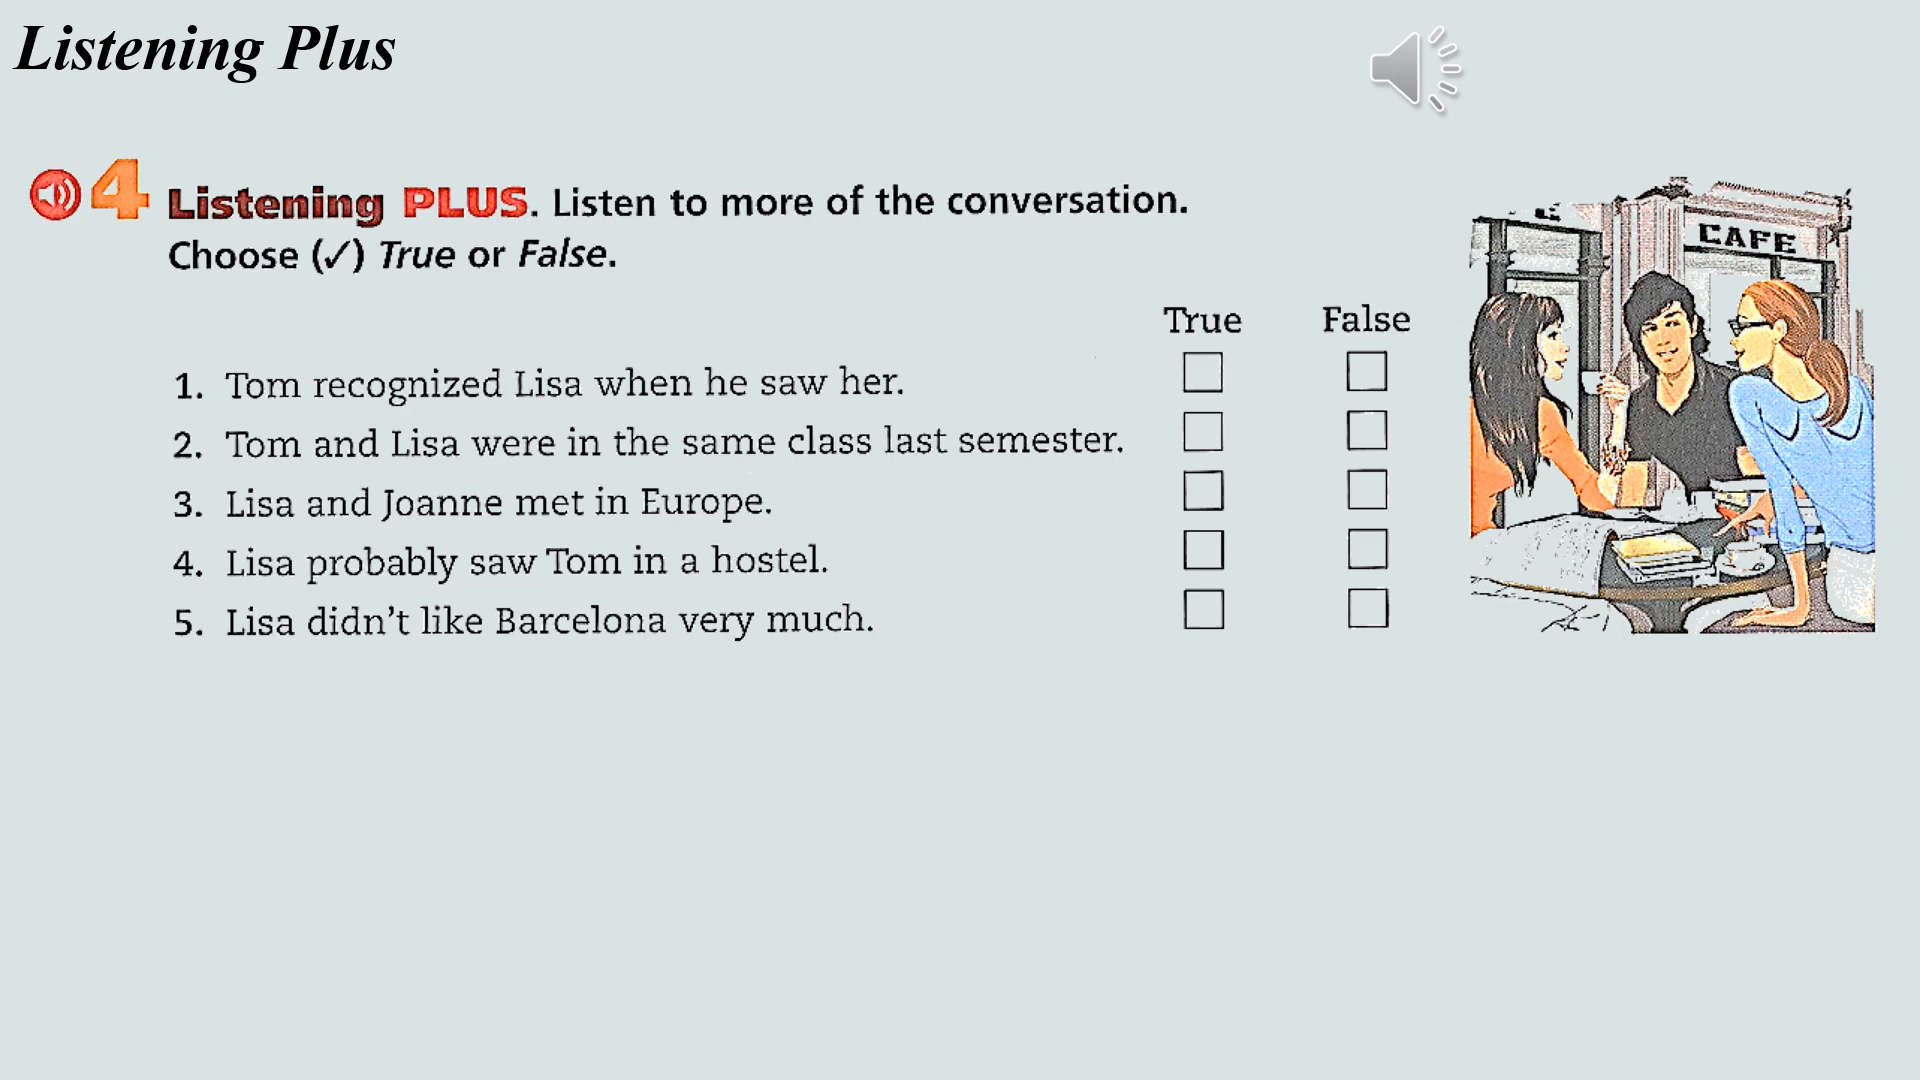 Listening Plus
4 Listening PLUS. Listen to more of the conversation.
Choose (✓) True or False.
True False
1. Tom recognized Lisa when he saw her.
2. Tom and Lisa were in the same class last semester.
3. Lisa and Joanne met in Europe.
4. Lisa probably saw Tom in a hostel.
5. Lisa didn't like Barcelona very much.
CAFE